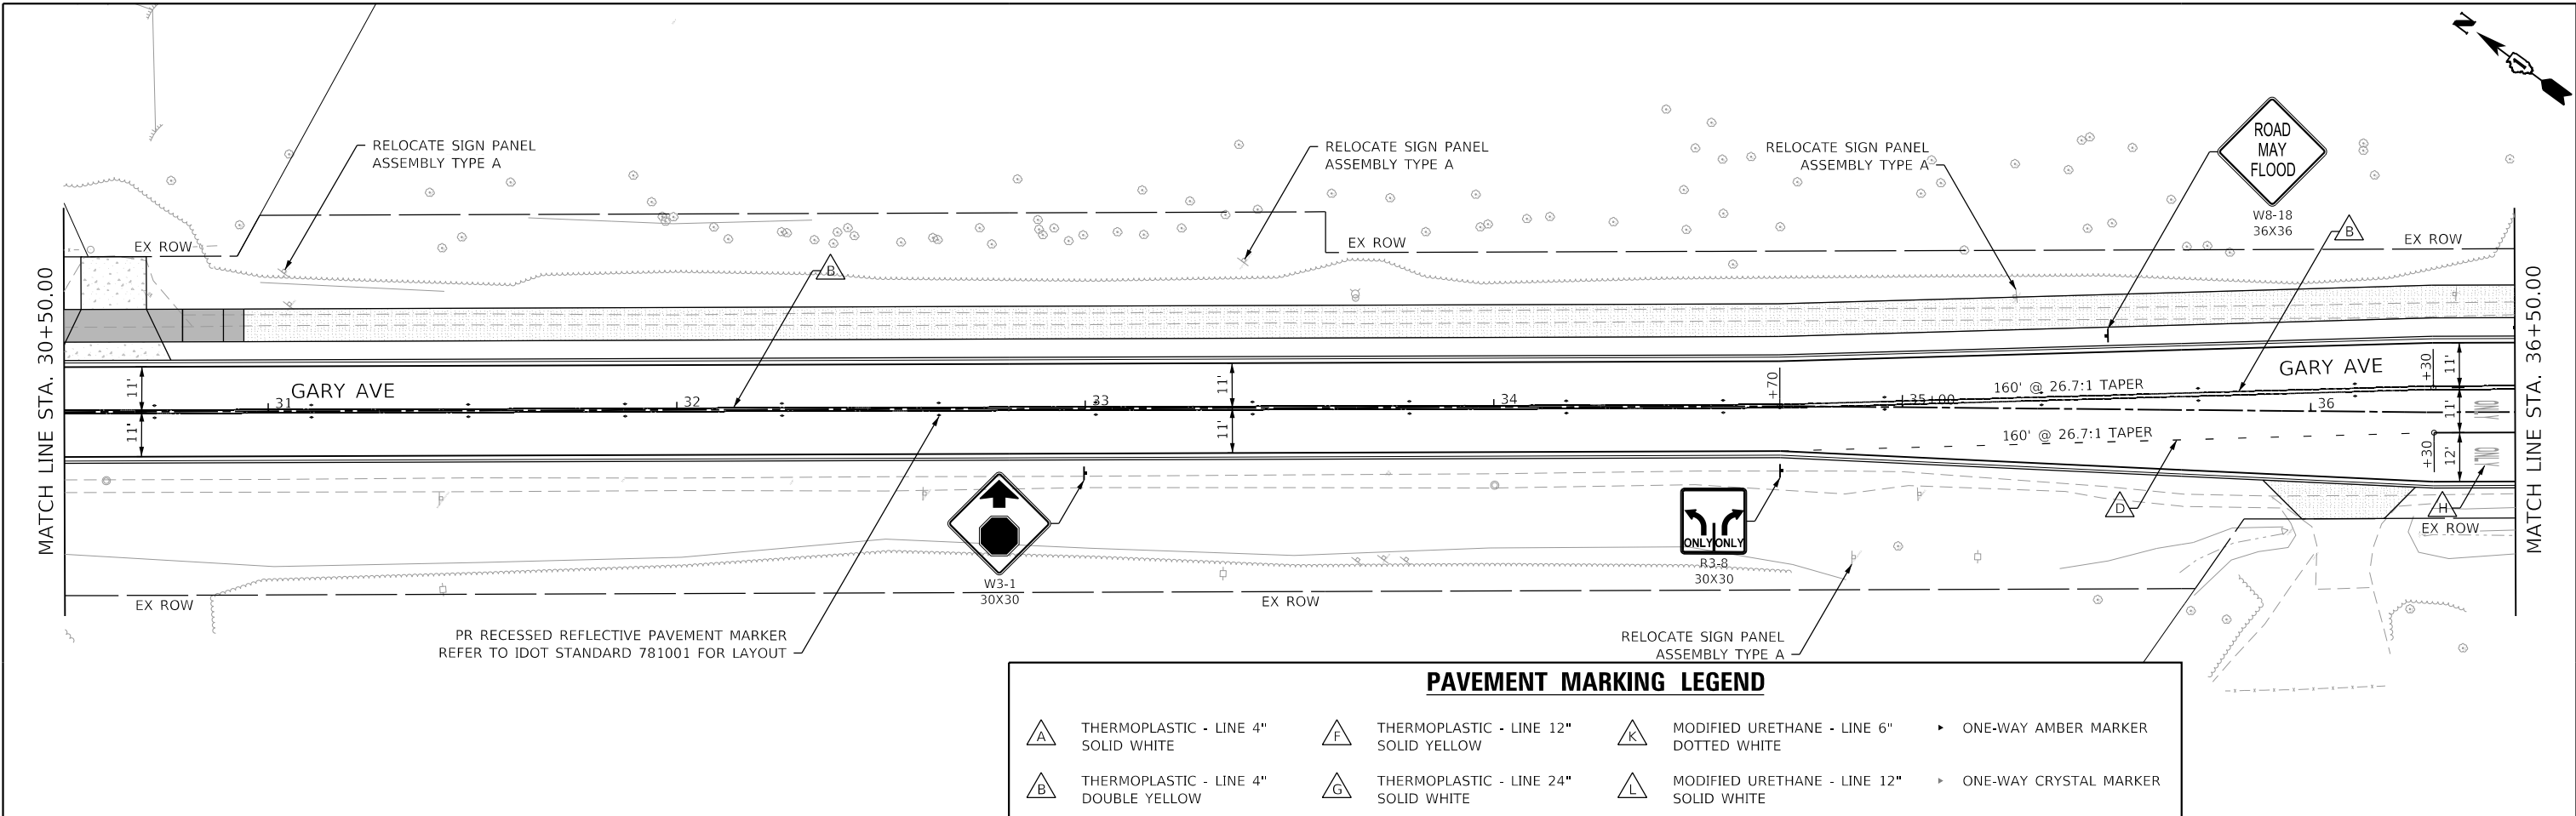 N
ROAD
MAY
FLOOD
W8-18
36X36
RELOCATE SIGN PANEL
ASSEMBLY TYPE A
RELOCATE SIGN PANEL
ASSEMBLY TYPE A
RELOCATE SIGN PANEL
ASSEMBLY TYPE A
B
EX ROW
EX ROW
EX ROW
B
MATCH LINE STA. 30+50.00
MATCH LINE STA. 36+50.00
GARY AVE
GARY AVE
11'
11'
11'
11'
31
32
33
34
+70
35+00
36
160' @ 26.7:1 TAPER
160' @ 26.7:1 TAPER
+30
11'
11'
+30
12'
ONLY
ONLY
W3-1
30X30
R3-8
30X30
D
H
EX ROW
EX ROW
EX ROW
PR RECESSED REFLECTIVE PAVEMENT MARKER
REFER TO IDOT STANDARD 781001 FOR LAYOUT
RELOCATE SIGN PANEL
ASSEMBLY TYPE A
PAVEMENT MARKING LEGEND
A THERMOPLASTIC - LINE 4"
SOLID WHITE
F THERMOPLASTIC - LINE 12"
SOLID YELLOW
K MODIFIED URETHANE - LINE 6"
DOTTED WHITE
ONE-WAY AMBER MARKER
B THERMOPLASTIC - LINE 4"
DOUBLE YELLOW
G THERMOPLASTIC - LINE 24"
SOLID WHITE
L MODIFIED URETHANE - LINE 12"
SOLID WHITE
ONE-WAY CRYSTAL MARKER